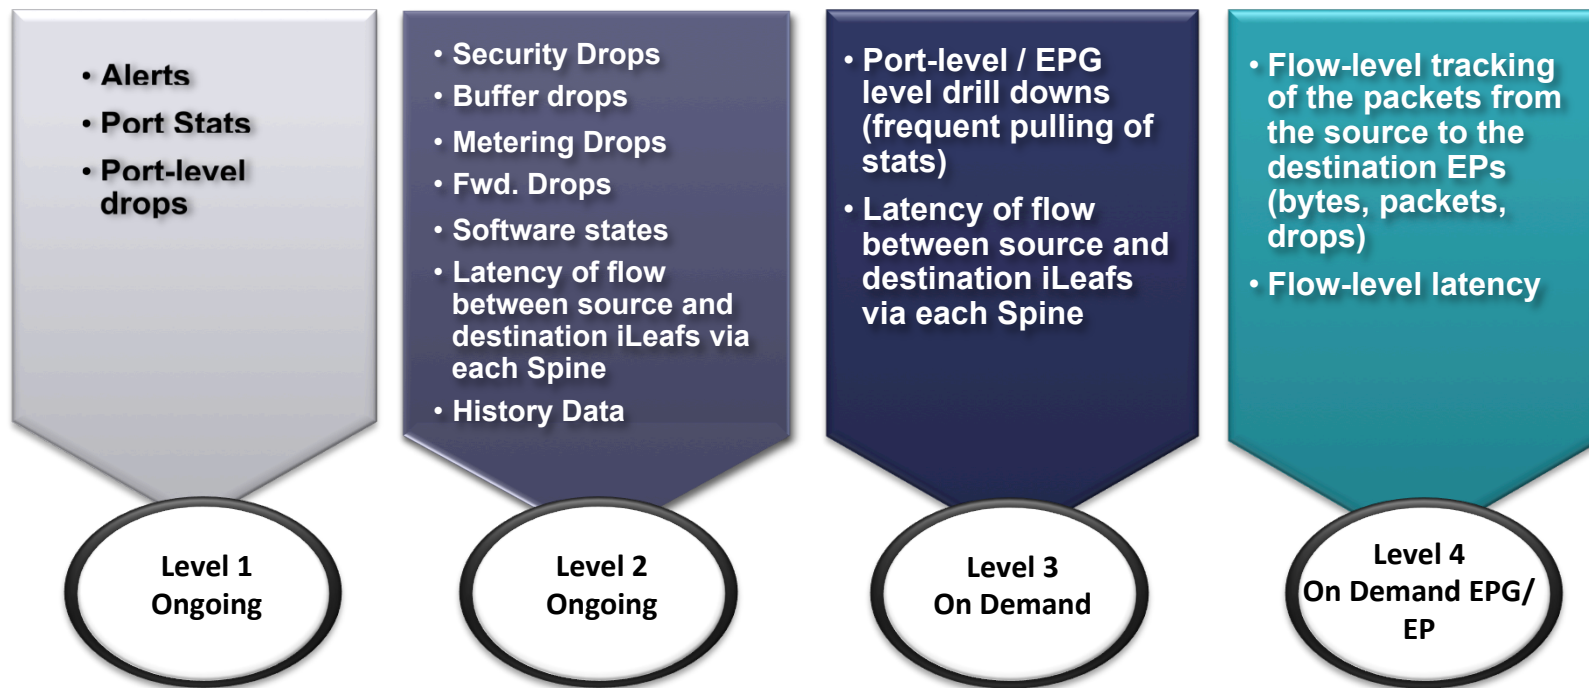 • Alerts
• Port Stats
• Port-level
drops
• Security Drops
• Buffer drops
• Metering Drops
• Fwd. Drops
• Software states
• Latency of flow
between source and
destination iLeafs via
each Spine
• History Data
• Port-level / EPG
level drill downs
(frequent pulling of
stats)
• Latency of flow
between source and
destination iLeafs
via each Spine
• Flow-level tracking
of the packets from
the source to the
destination EPs
(bytes, packets,
drops)
• Flow-level latency
Level 1
Ongoing
Level 2
Ongoing
Level 3
On Demand
Level 4
On Demand EPG/
EP